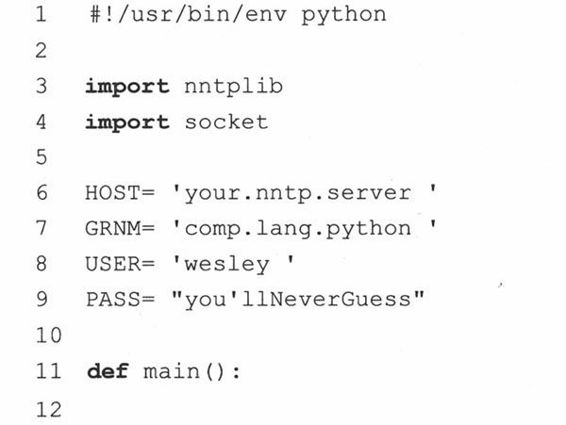 1 #!/usr/bin/env python
2
3 import nntplib
4 import socket
5
6 HOST= 'your.nntp.server '
7 GRNM= 'comp.lang.python '
8 USER= 'wesley '
9 PASS= "you'llNeverGuess"
10
11 def main():
12